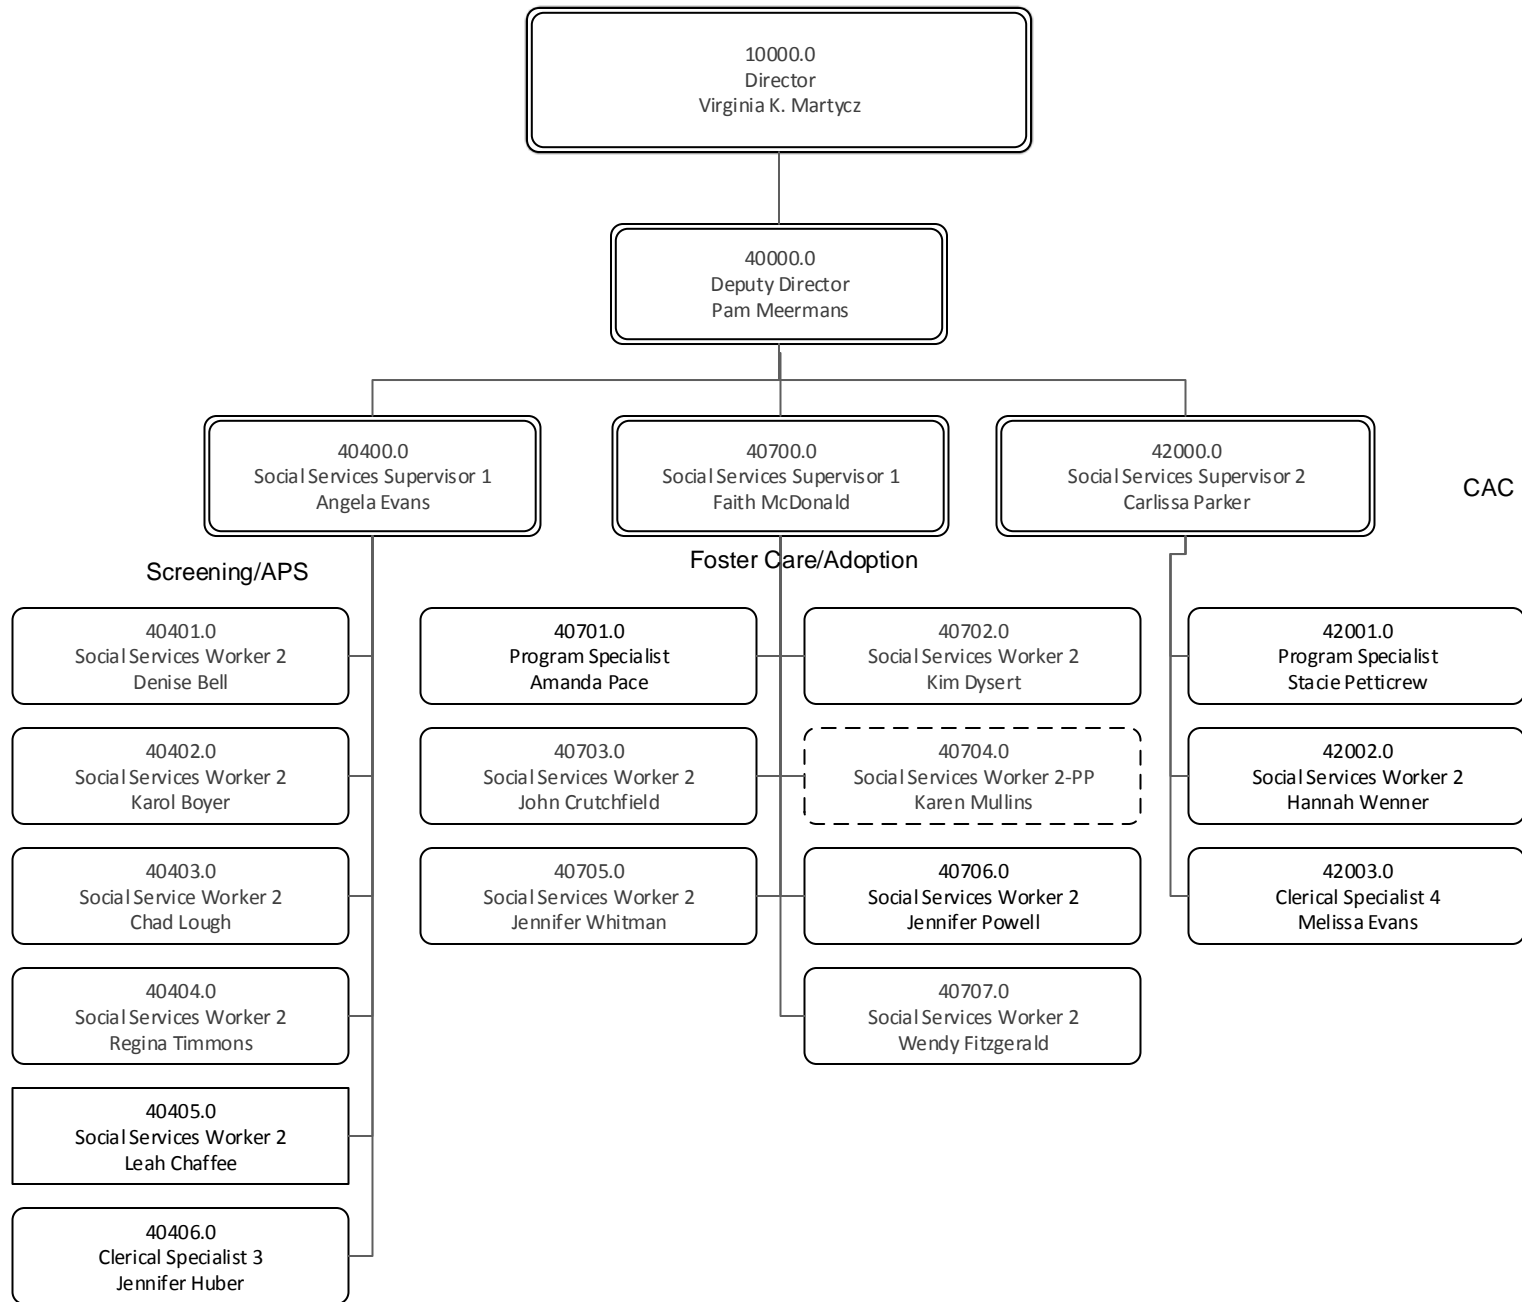 10000.0
Director
Virginia K. Martycz
40000.0
Deputy Director
Pam Meermans
40400.0
Social Services Supervisor 1
Angela Evans
40700.0
Social Services Supervisor 1
Faith McDonald
42000.0
Social Services Supervisor 2
Carlissa Parker
CAC
Screening/APS
Foster Care/Adoption
40401.0
Social Services Worker 2
Denise Bell
40701.0
Program Specialist
Amanda Pace
40702.0
Social Services Worker 2
Kim Dysert
42001.0
Program Specialist
Stacie Petticrew
40402.0
Social Services Worker 2
Karol Boyer
40703.0
Social Services Worker 2
John Crutchfield
40704.0
Social Services Worker 2-PP
Karen Mullins
42002.0
Social Services Worker 2
Hannah Wenner
40403.0
Social Service Worker 2
Chad Lough
40705.0
Social Services Worker 2
Jennifer Whitman
40706.0
Social Services Worker 2
Jennifer Powell
42003.0
Clerical Specialist 4
Melissa Evans
40404.0
Social Services Worker 2
Regina Timmons
40707.0
Social Services Worker 2
Wendy Fitzgerald
40405.0
Social Services Worker 2
Leah Chaffee
40406.0
Clerical Specialist 3
Jennifer Huber